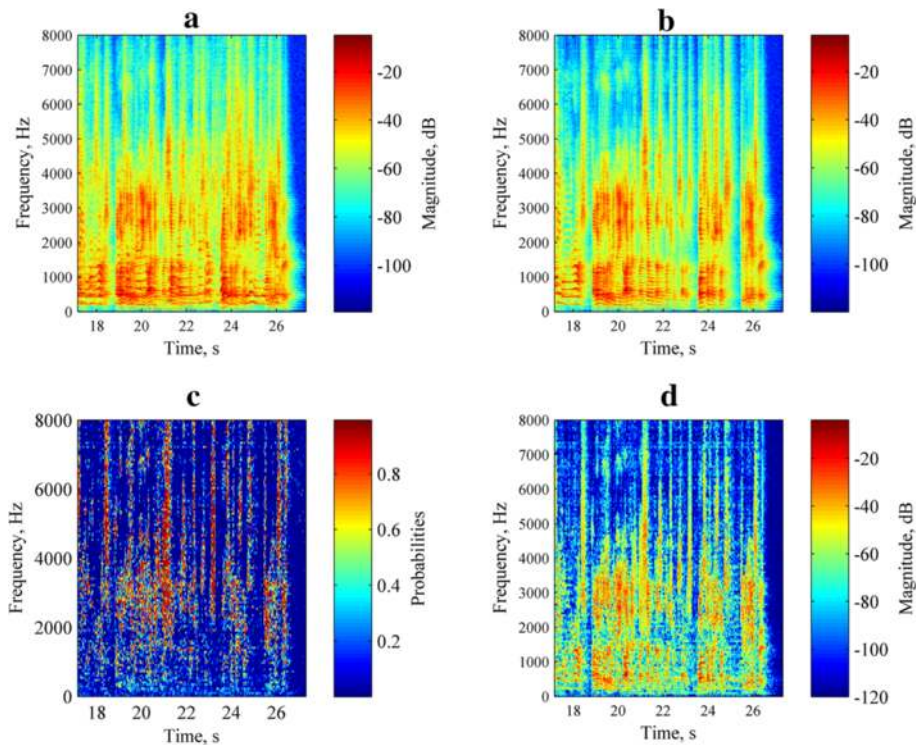 a
8000
7000
6000
5000
4000
3000
2000
1000
0
Frequency, Hz
18 20 22 24 26
Time, s
-20
-40
-60
-80
-100
Magnitude, dB
b
8000
7000
6000
5000
4000
3000
2000
1000
0
Frequency, Hz
18 20 22 24 26
Time, s
-20
-40
-60
-80
-100
Magnitude, dB
c
8000
6000
4000
2000
0
Frequency, Hz
18 20 22 24 26
Time, s
0.8
0.6
0.4
0.2
Probabilities
d
8000
7000
6000
5000
4000
3000
2000
1000
0
Frequency, Hz
18 20 22 24 26
Time, s
-20
-40
-60
-80
-100
-120
Magnitude, dB